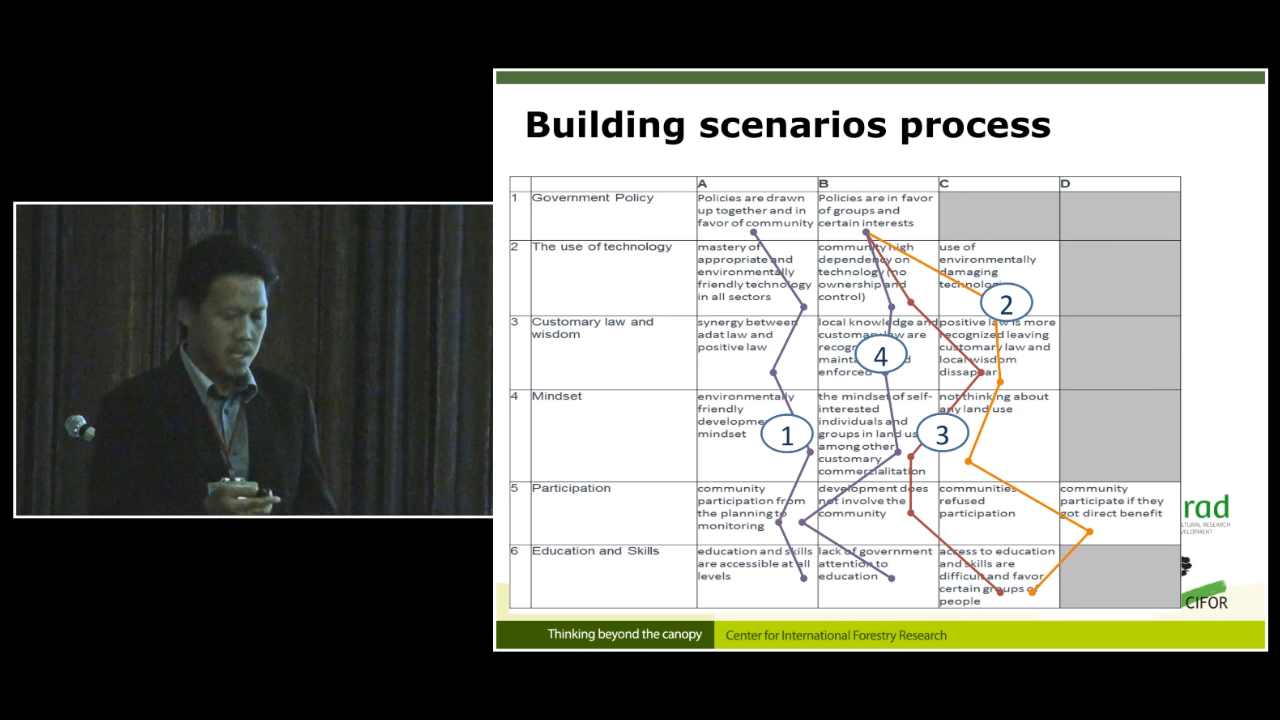 Building scenarios process
A B C D
1 Government Policy
Policies are drawn
up together and in
favor of community
Policies are in favor
of groups and
certain interests
2 The use of technology
mastery of
appropriate and
environmentally
friendly technology
in all sectors
community high
dependency on
technology (no
ownership and
control)
use of
environmentally
damaging
2
3 Customary law and
wisdom
synergy between
adat law and
positive law
local knowledge and
customary law are
enforced
4
positive law is more
recognized leaving
customary law and
local wisdom
dissapear
4 Mindset
environmentally
friendly
mindset
1
the mindset of self-
interested
individuals and
groups in land use
among other
customary
commercialitation
3
not thinking about
any land use
5 Participation
community
participation from
the planning to
monitoring
development does
not involve the
community
communities
refused
participation
community
participate if they
got direct benefit
rad
LTURAL RESEARCH
VELOPMENT
6 Education and Skills
education and skills
are accessible at all
levels
lack of government
attention to
education
access to education
and skills are
difficult and favor
certain groups of
people
CIFOR
Thinking beyond the canopy
Center for International Forestry Research